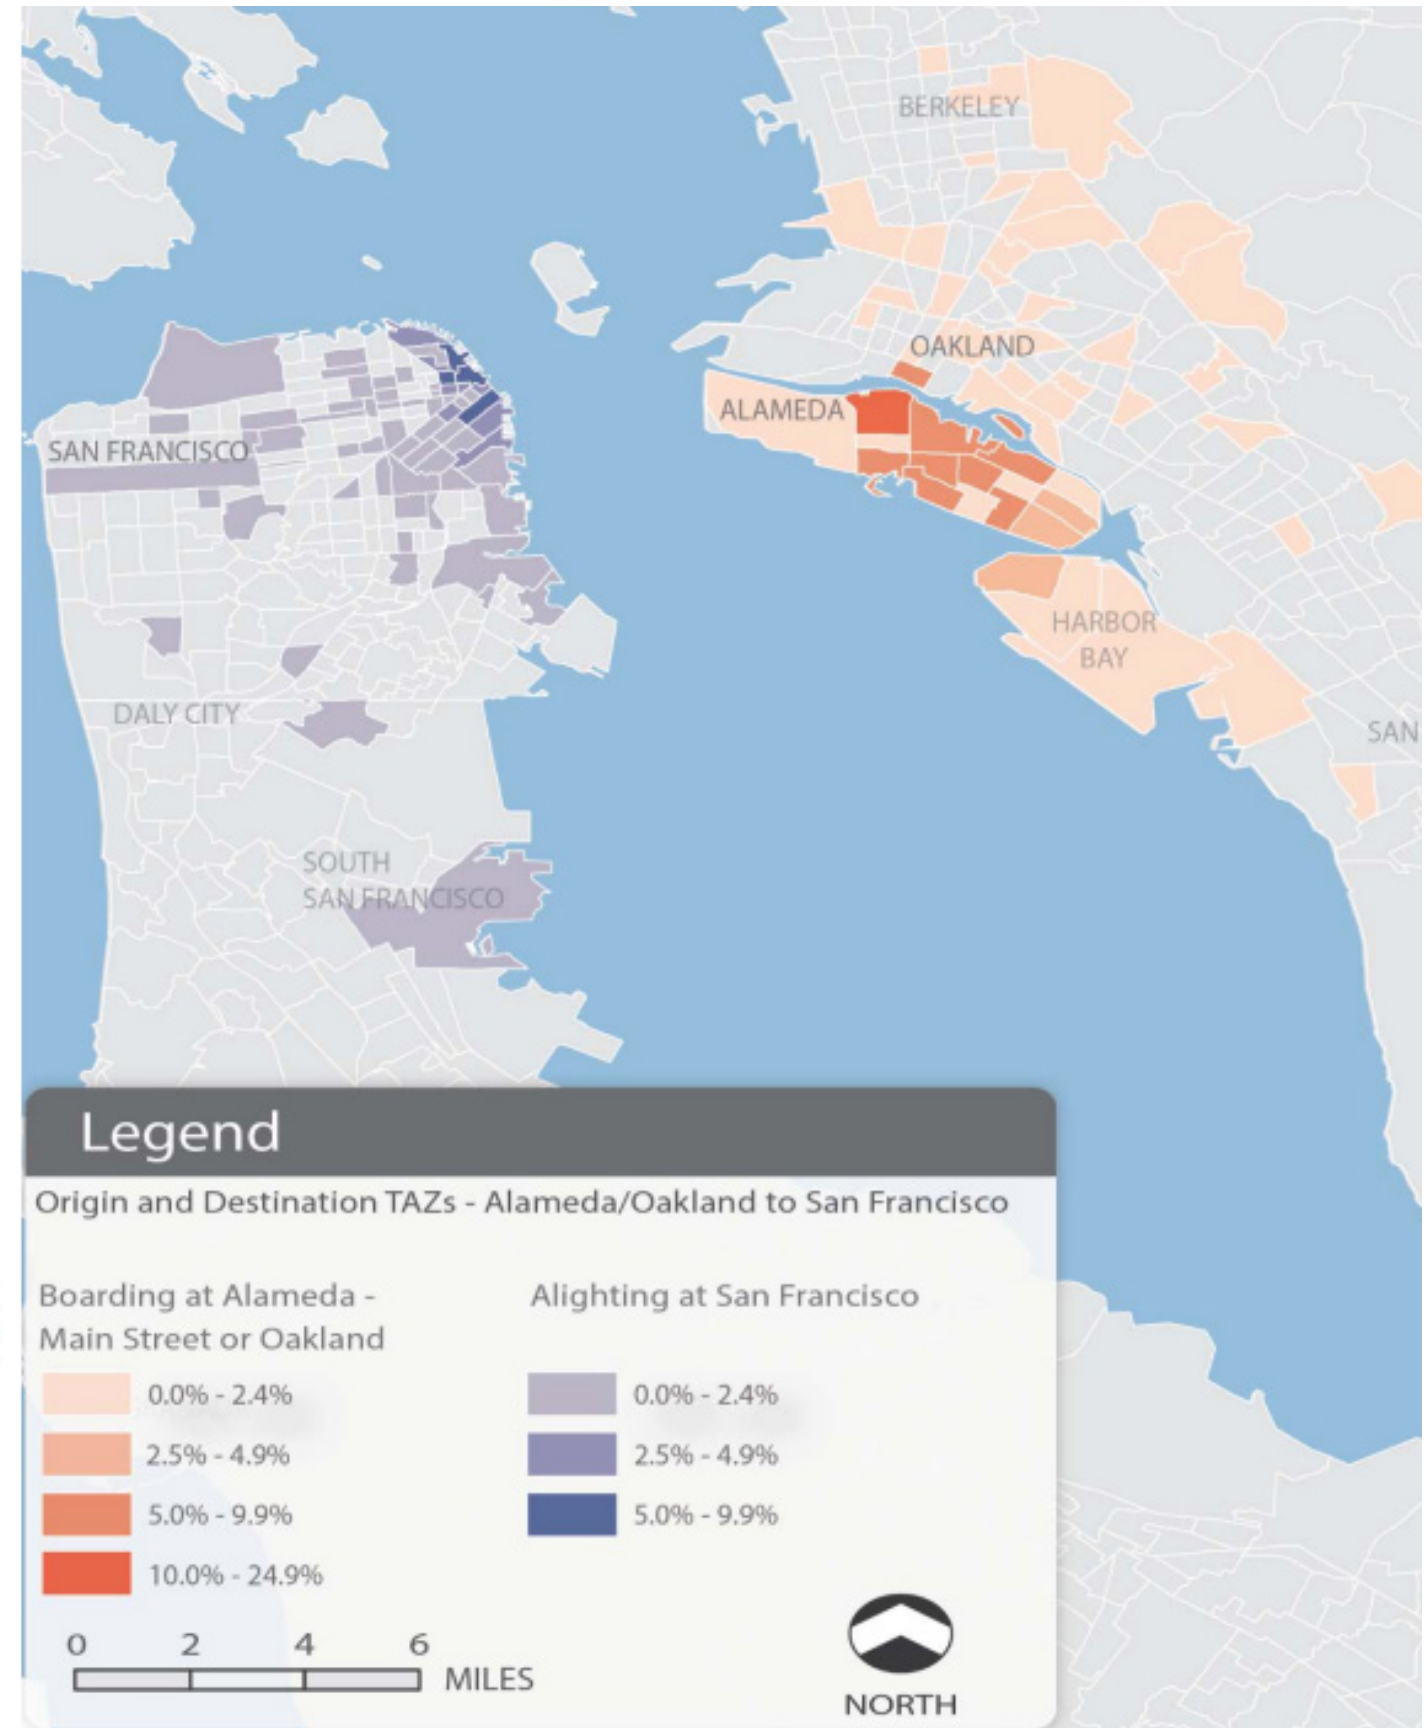 BERKELEY
OAKLAND
ALAMEDA
SAN FRANCISCO
HARBOR
BAY
DALY CITY
SAN
SOUTH
SAN FRANCISCO
Legend
Origin and Destination TAZs - Alameda/Oakland to San Francisco
Boarding at Alameda -
Main Street or Oakland
0.0% - 2.4%
2.5% - 4.9%
5.0% - 9.9%
10.0% - 24.9%
Alighting at San Francisco
0.0% - 2.4%
2.5% - 4.9%
5.0% - 9.9%
0 2 4 6
MILES
NORTH